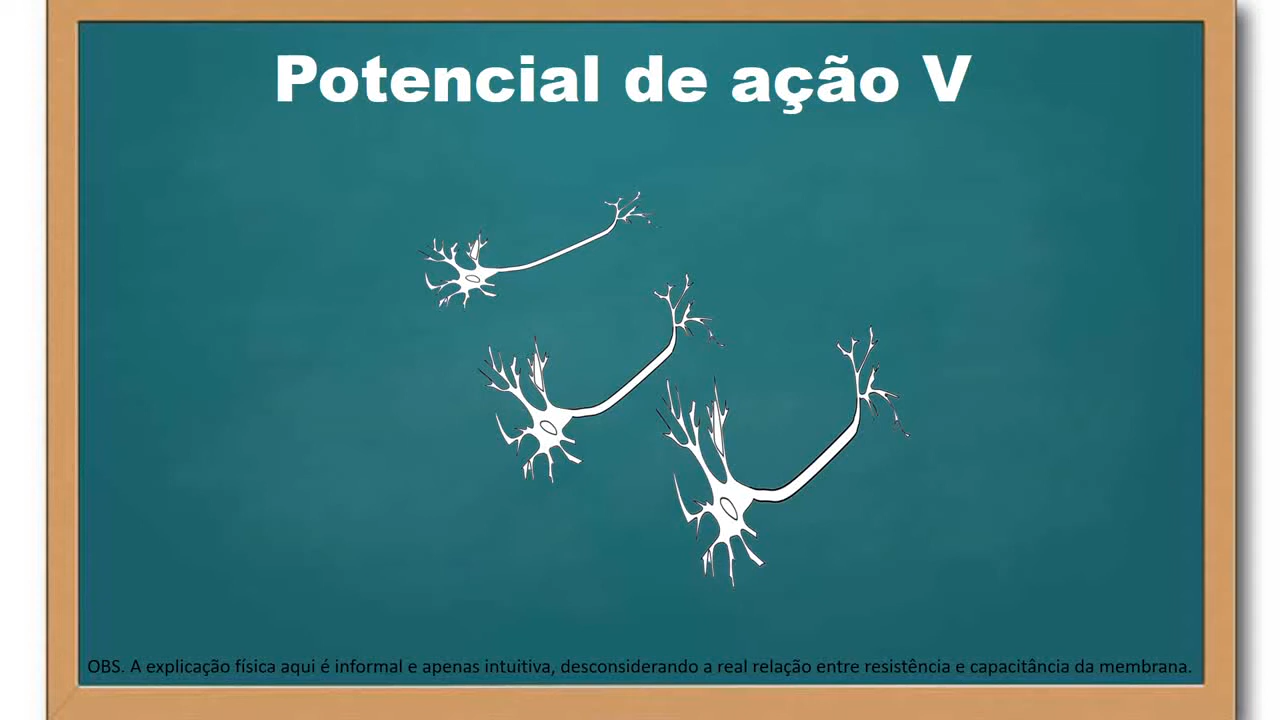 Potencial de ação V
OBS. A explicação física aqui é informal e apenas intuitiva, desconsiderando a real relação entre resistência e capacitância da membrana.